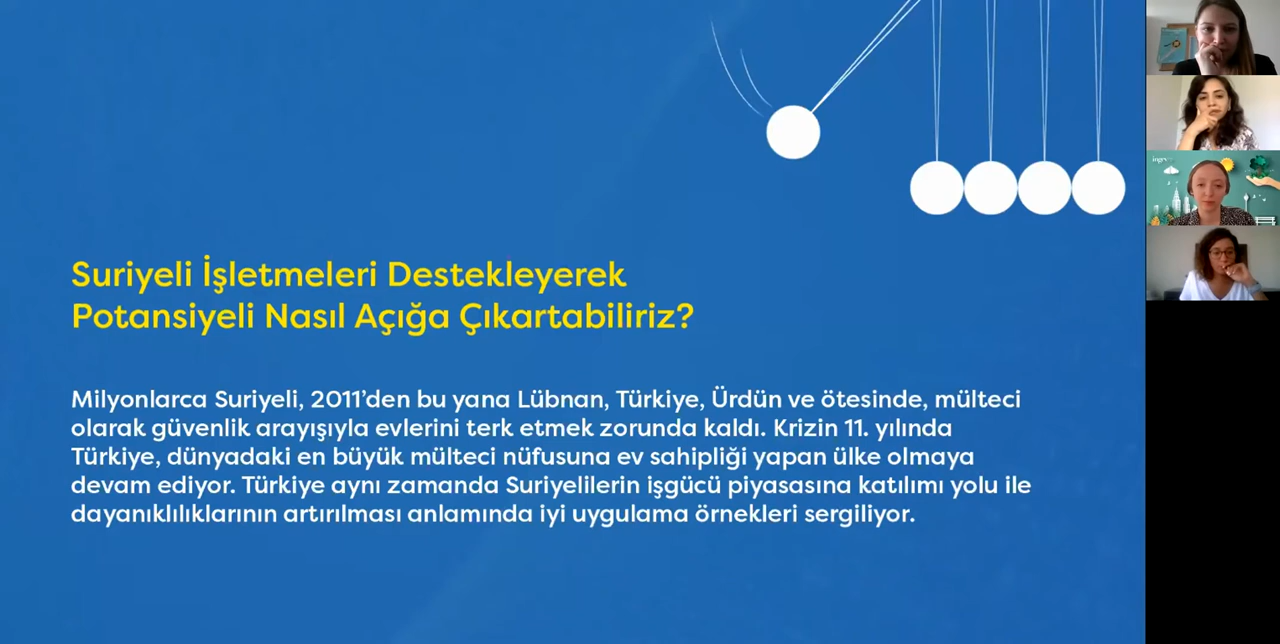 Suriyeli İşletmeleri Destekleyerek
Potansiyeli Nasıl Açığa Çıkartabiliriz?
Milyonlarca Suriyeli, 2011’den bu yana Lübnan, Türkiye, Ürdün ve ötesinde, mülteci
olarak güvenlik arayışıyla evlerini terk etmek zorunda kaldı. Krizin 11. yılında
Türkiye, dünyadaki en büyük mülteci nüfusuna ev sahipliği yapan ülke olmaya
devam ediyor. Türkiye aynı zamanda Suriyelilerin işgücü piyasasına katılımı yolu ile
dayanıklılıklarının artırılması anlamında iyi uygulama örnekleri sergiliyor.